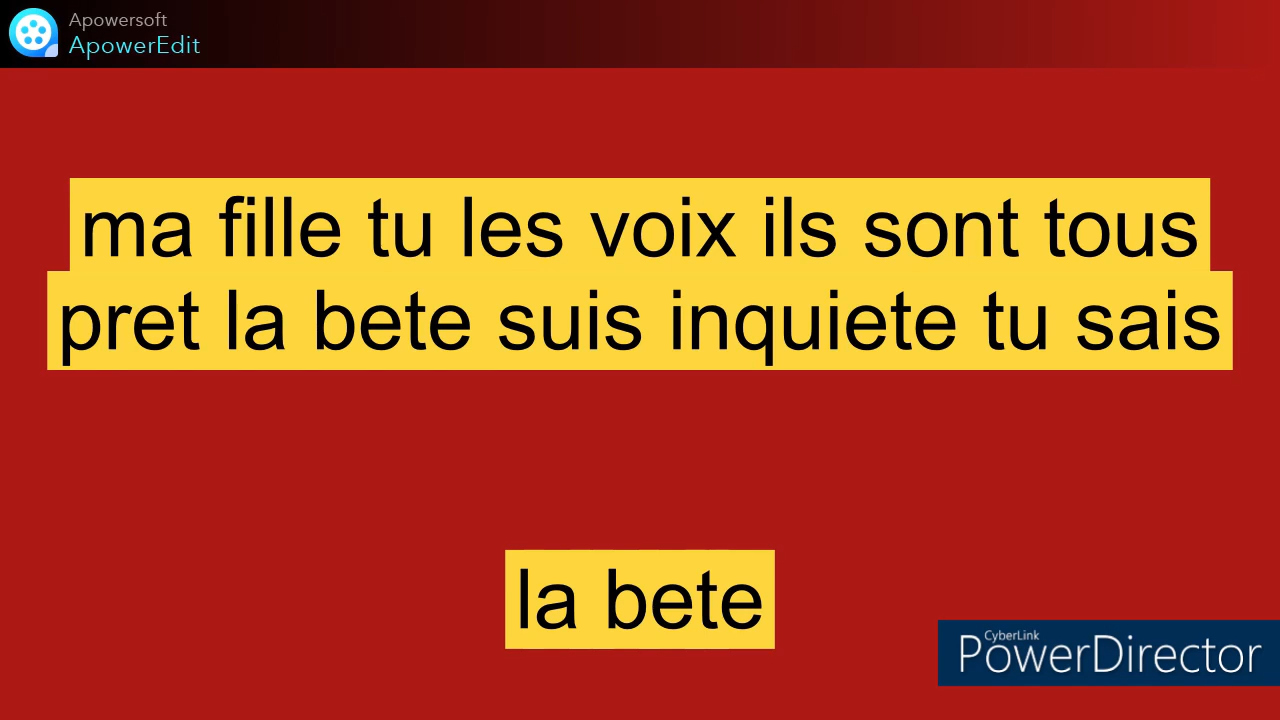 Apowersoft
ApowerEdit
ma fille tu les voix ils sont tous
pret la bete suis inquiete tu sais
la bete
CyberLink
PowerDirector